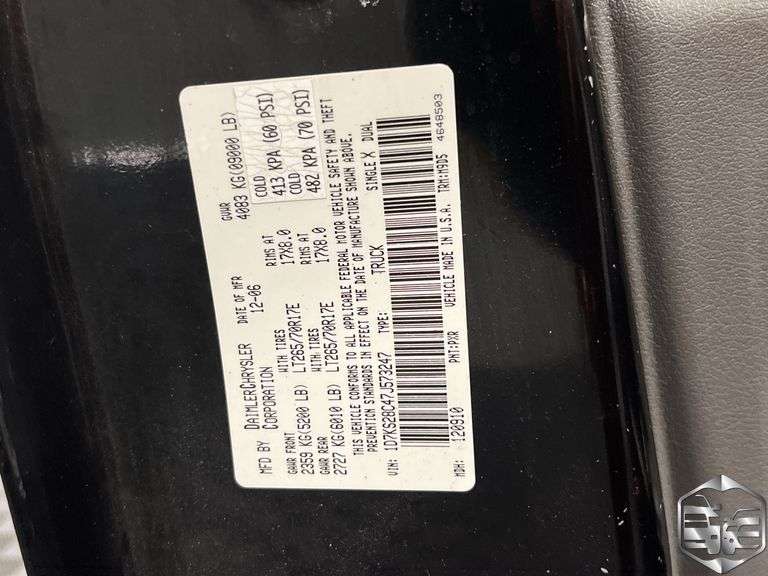 MFD BY DAIMLERCHRYSLER CORPORATION DATE OF MFR 12-06 GVWR 4083 KG(09000 LB)
GAWR FRONT WITH TIRES RIMS AT COLD
2359 KG(5200 LB) LT265/70R17E 17X8.0 413 KPA (60 PSI)
GAWR REAR WITH TIRES RIMS AT COLD
2727 KG(6010 LB) LT265/70R17E 17X8.0 482 KPA (70 PSI)
THIS VEHICLE CONFORMS TO ALL APPLICABLE FEDERAL MOTOR VEHICLE SAFETY AND THEFT
PREVENTION STANDARDS IN EFFECT ON THE DATE OF MANUFACTURE SHOWN ABOVE.
VIN: 1D7KS28C47J573247 TYPE: TRUCK SINGLE X DUAL
MDH: 120910 PNT:PXR VEHICLE MADE IN U.S.A. TRM:M9D5
4648503